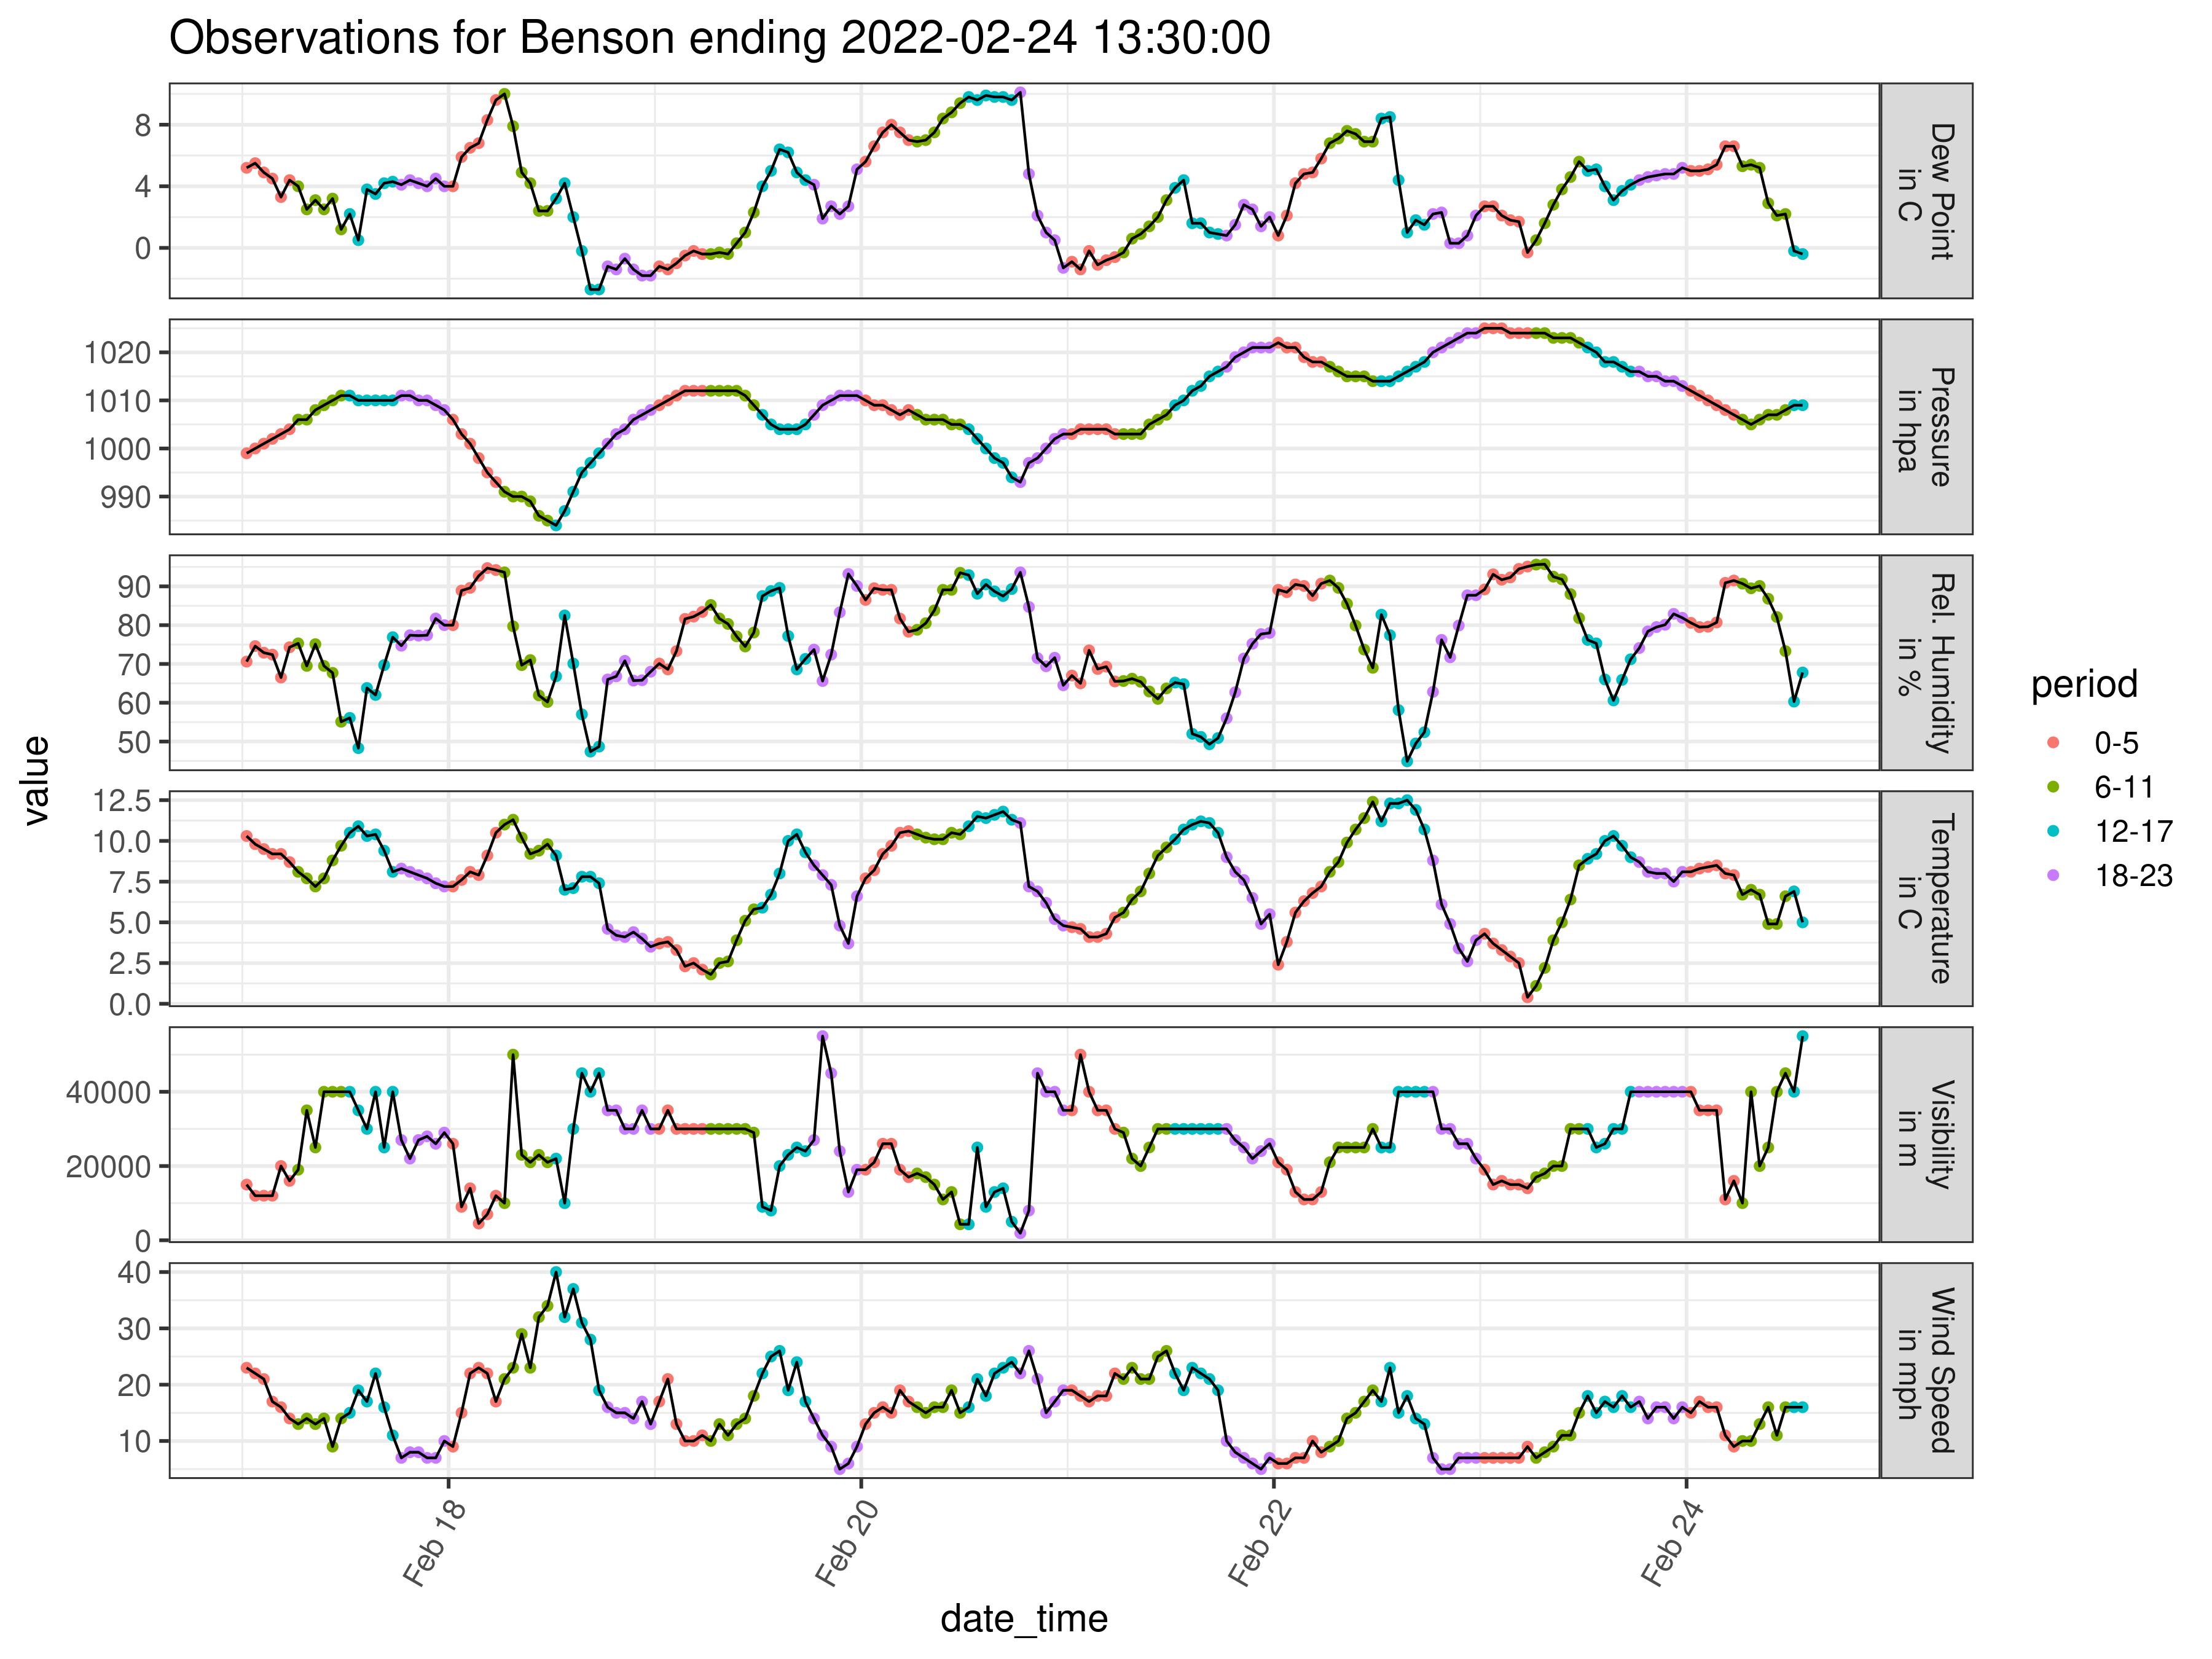 Observations for Benson ending 2022-02-24 13:30:00
value
8
4
0
Dew Point
in C
1020
1010
1000
990
Pressure
in hpa
90
80
70
60
50
Rel. Humidity
in %
12.5
10.0
7.5
5.0
2.5
0.0
Temperature
in C
40000
20000
0
Visibility
in m
40
30
20
10
Wind Speed
in mph
Feb 18
Feb 20
Feb 22
Feb 24
date_time
period
0-5
6-11
12-17
18-23